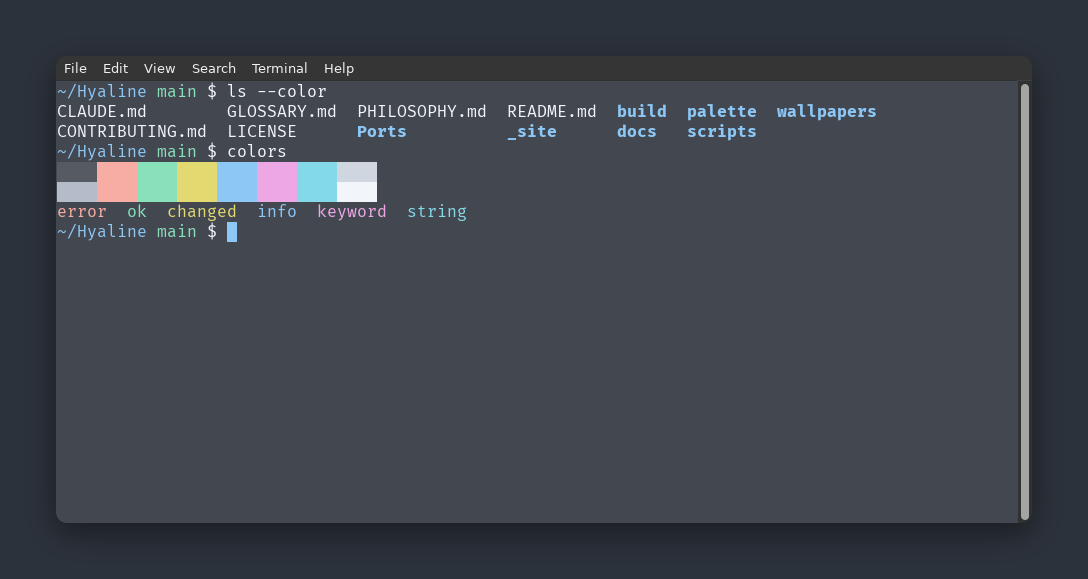 File Edit View Search Terminal Help
~/Hyaline main $ ls --color
CLAUDE.md GLOSSARY.md PHILOSOPHY.md README.md build palette wallpapers
CONTRIBUTING.md LICENSE Ports _site docs scripts
~/Hyaline main $ colors
error ok changed info keyword string
~/Hyaline main $